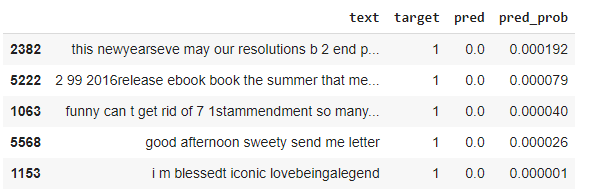 text target pred pred_prob
2382 this newyearseve may our resolutions b 2 end p... 1 0.0 0.000192
5222 2 99 2016release ebook book the summer that me... 1 0.0 0.000079
1063 funny can t get rid of 7 1stammendment so many... 1 0.0 0.000040
5568 good afternoon sweety send me letter 1 0.0 0.000026
1153 i m blessedt iconic lovebeingalegend 1 0.0 0.000001